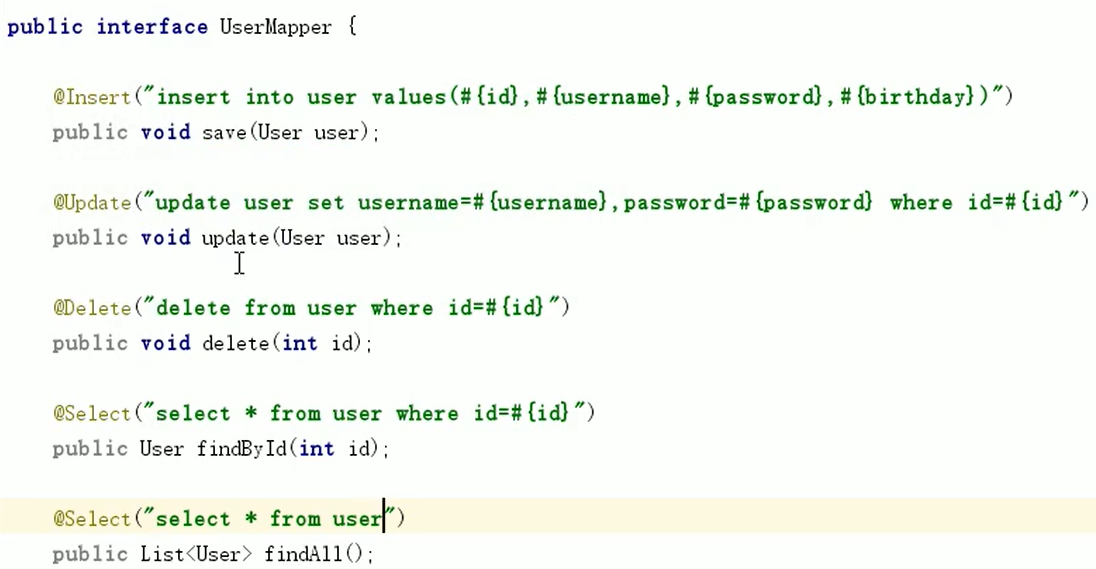 public interface UserMapper {
@Insert("insert into user values(#{id},#{username},#{password},#{birthday})")
public void save(User user);
@Update("update user set username=#{username},password=#{password} where id=#{id}")
public void update(User user);
@Delete("delete from user where id=#{id}")
public void delete(int id);
@Select("select * from user where id=#{id}")
public User findById(int id);
@Select("select * from user")
public List<User> findAll();